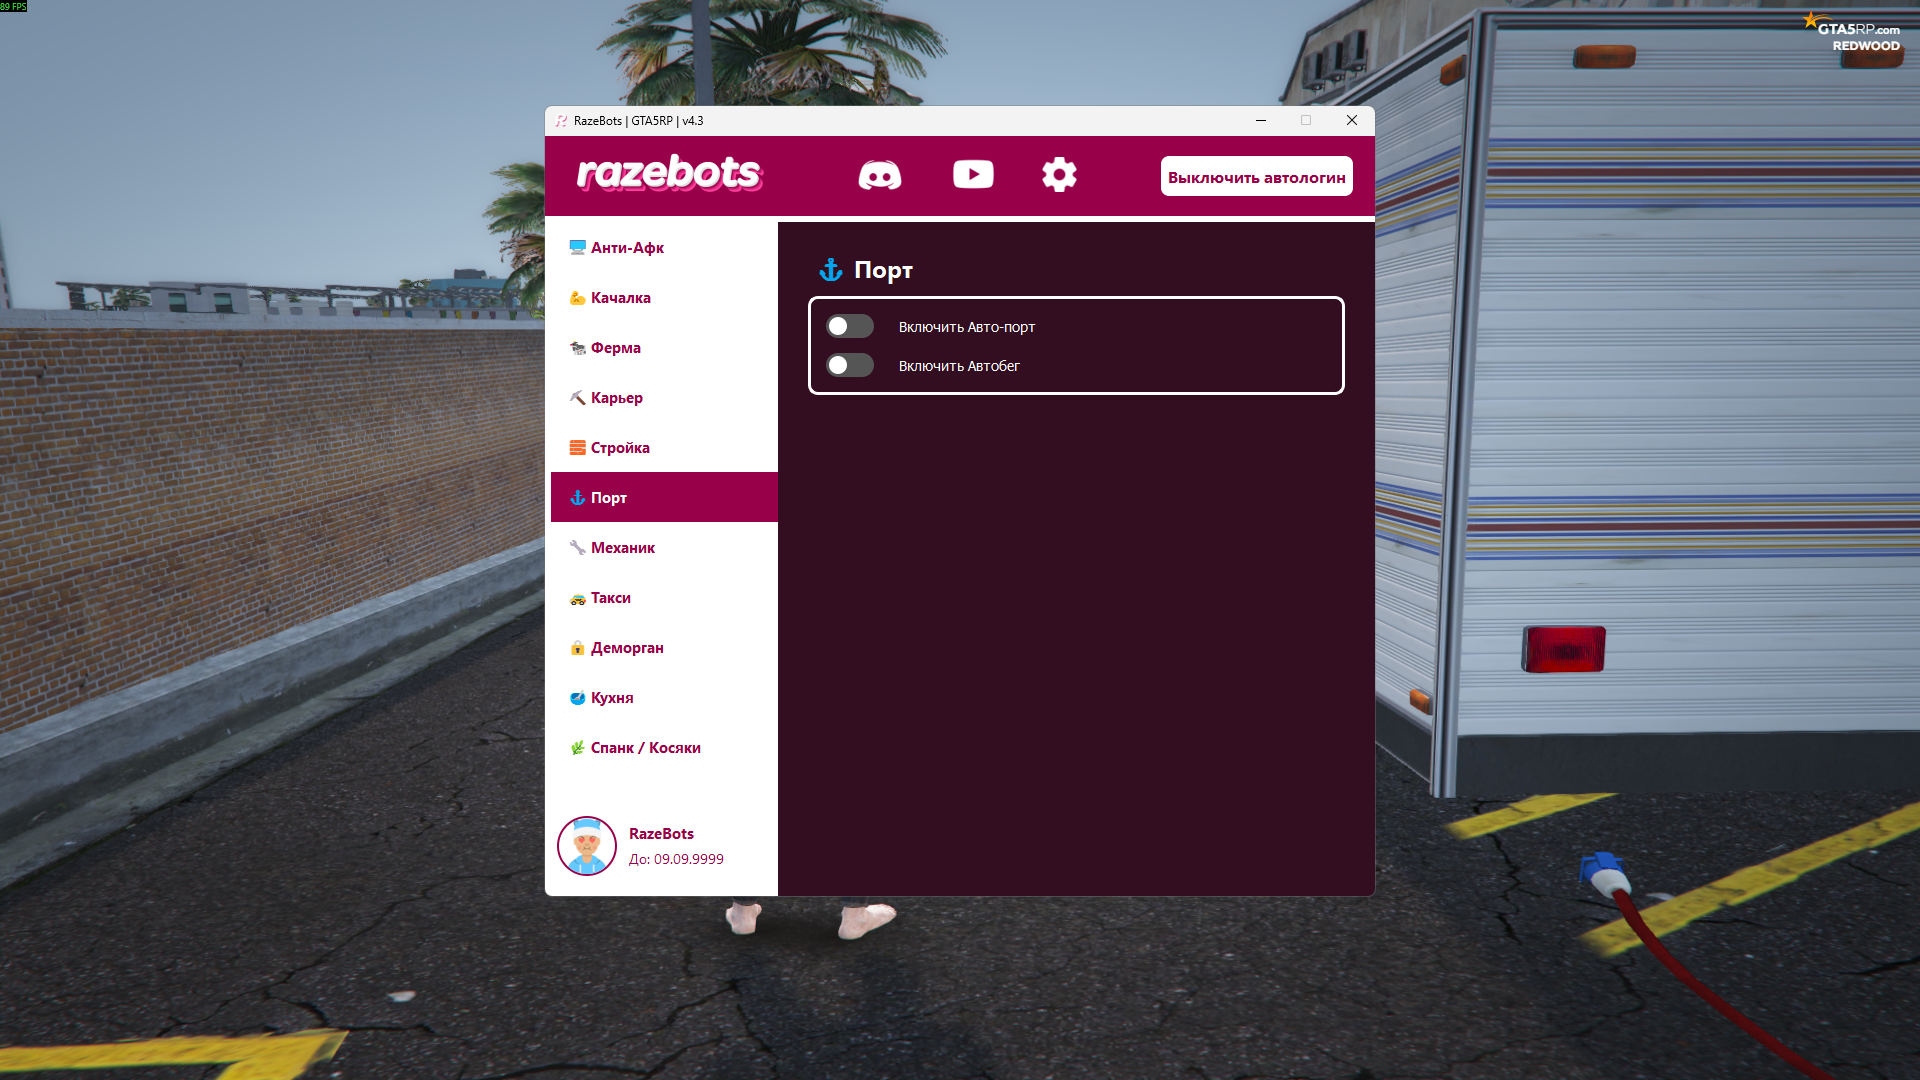 89 FPS
GTA5RP.com
REDWOOD
RazeBots | GTA5RP | v4.3
razebots
Выключить автологин
Анти-Афк
Качалка
Ферма
Карьер
Стройка
Порт
Механик
Такси
Деморган
Кухня
Спанк / Косяки
RazeBots
До: 09.09.9999
Порт
Включить Авто-порт
Включить Автобег